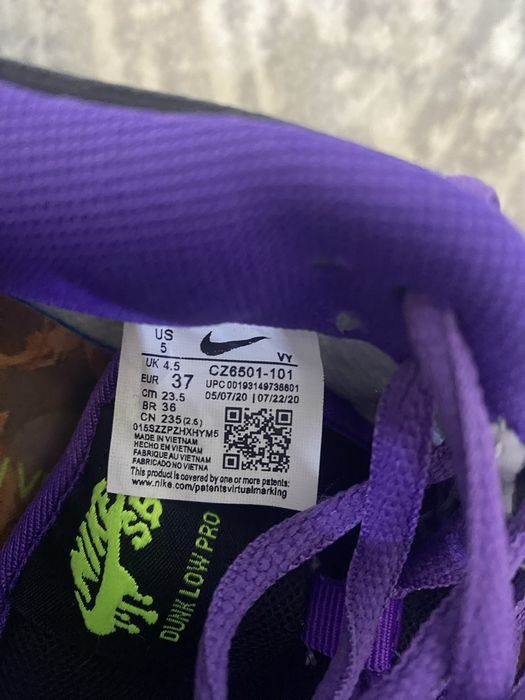 US
5
VY
UK 4.5
EUR 37
cm 23.5
BR 36
CN 235(2.5)
CZ6501-101
UPC 00193149738601
05/07/20 | 07/22/20
015SZZPZHXHYM5
MADE IN VIETNAM
HECHO EN VIETNAM
FABRIQUÉ AU VIETNAM
FABRICADO NO VIETNA
This product is covered by one or more patents:
www.nike.com/patentsvirtualmarking
NIKE
SB
DUNK LOW PRO